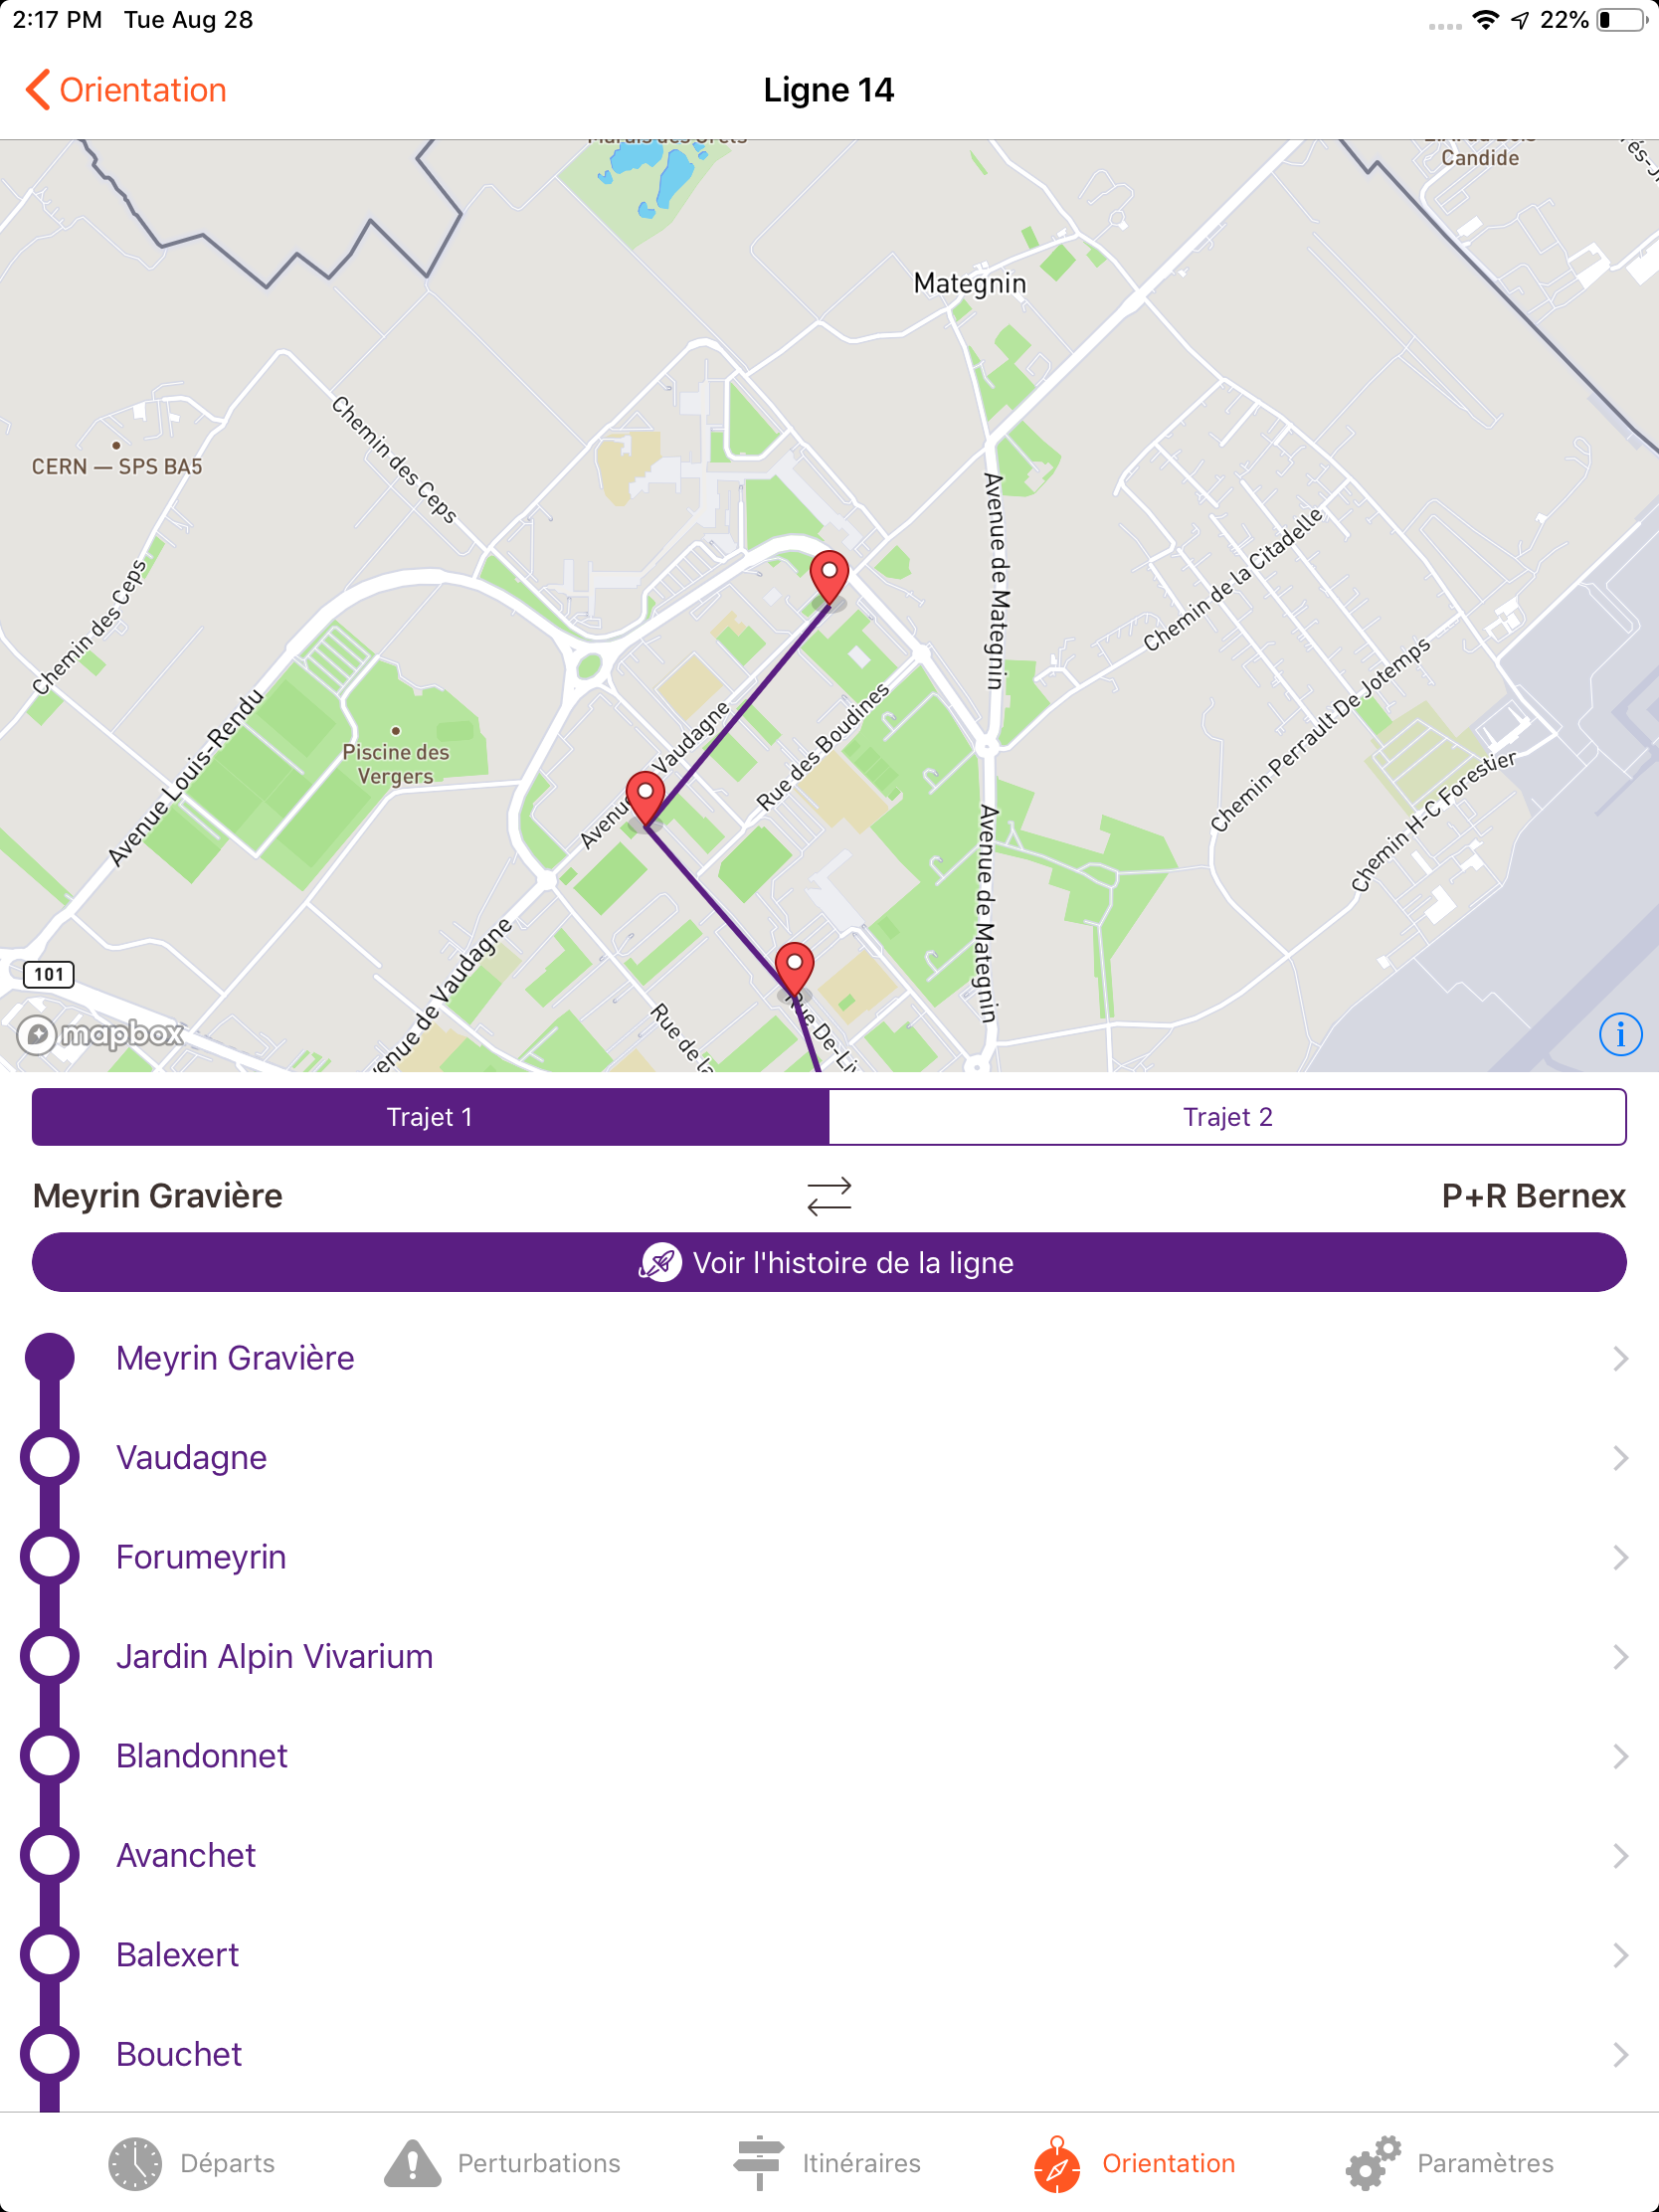 2:17 PM Tue Aug 28
22%
Orientation
Ligne 14
Candide
Mategnin
CERN — SPS BA5
Chemin des Ceps
Chemin des Ceps
Avenue de Mategnin
Chemin de la Citadelle
Avenue Louis-Rendu
Piscine des
Vergers
Avenue Vaudagne
Rue des Boudines
Chemin Perrault De Jotemps
Chemin H-C Forestier
Avenue de Mategnin
101
mapbox
venue de Vaudagne
Rue de la
Rue De-Liv
i
Trajet 1
Trajet 2
Meyrin Gravière
P+R Bernex
Voir l'histoire de la ligne
Meyrin Gravière
Vaudagne
Forumeyrin
Jardin Alpin Vivarium
Blandonnet
Avanchet
Balexert
Bouchet
Départs
Perturbations
Itinéraires
Orientation
Paramètres